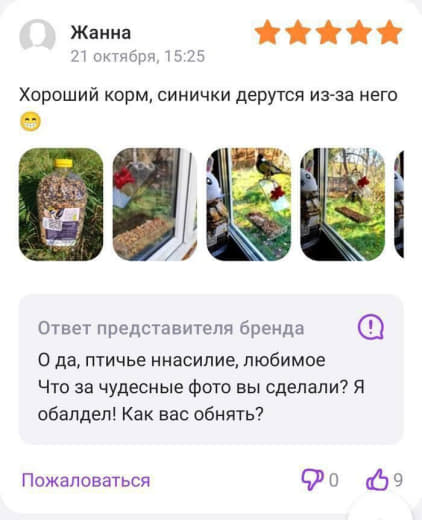 Жанна
21 октября, 15:25
Хороший корм, синички дерутся из-за него
Ответ представителя бренда
О да, птичье ннасилие, любимое
Что за чудесные фото вы сделали? Я
обалдел! Как вас обнять?
Пожаловаться
0
9